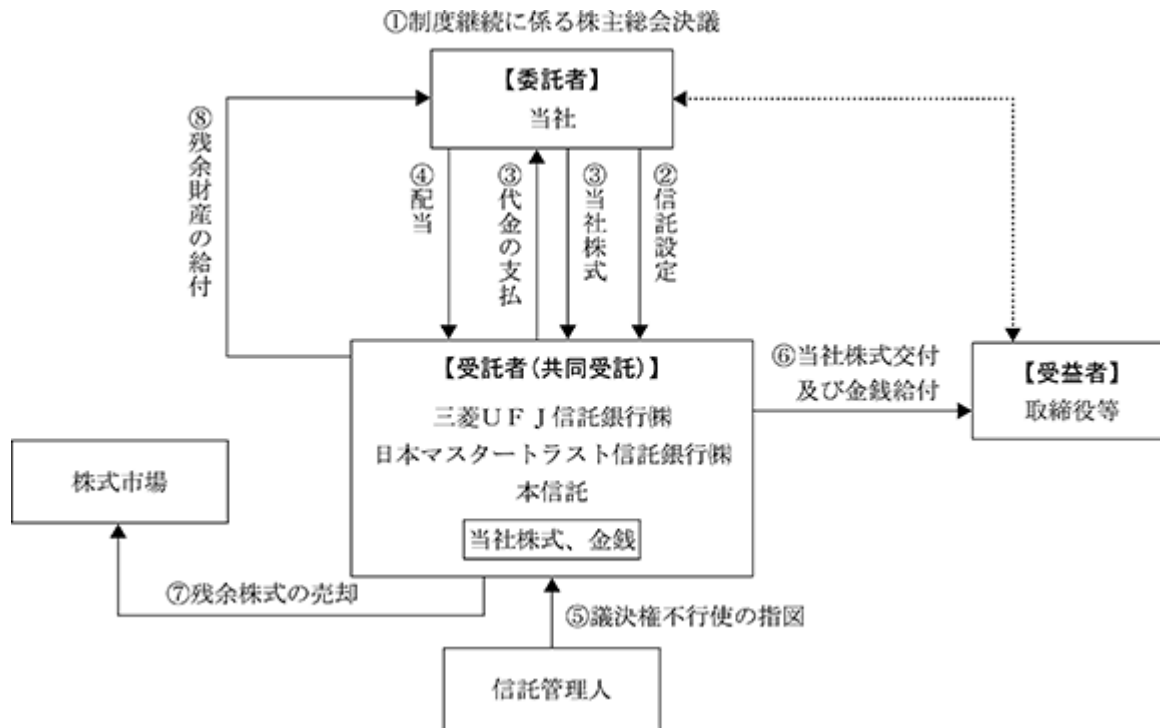 ①制度継続に係る株主総会決議
【委託者】
当社
⑧残余財産の給付
④配当
③代金の支払
③当社株式
②信託設定
【受託者(共同受託)】
三菱UFJ信託銀行㈱
日本マスタートラスト信託銀行㈱
本信託
当社株式、金銭
⑥当社株式交付
及び金銭給付
【受益者】
取締役等
株式市場
⑦残余株式の売却
⑤議決権不行使の指図
信託管理人